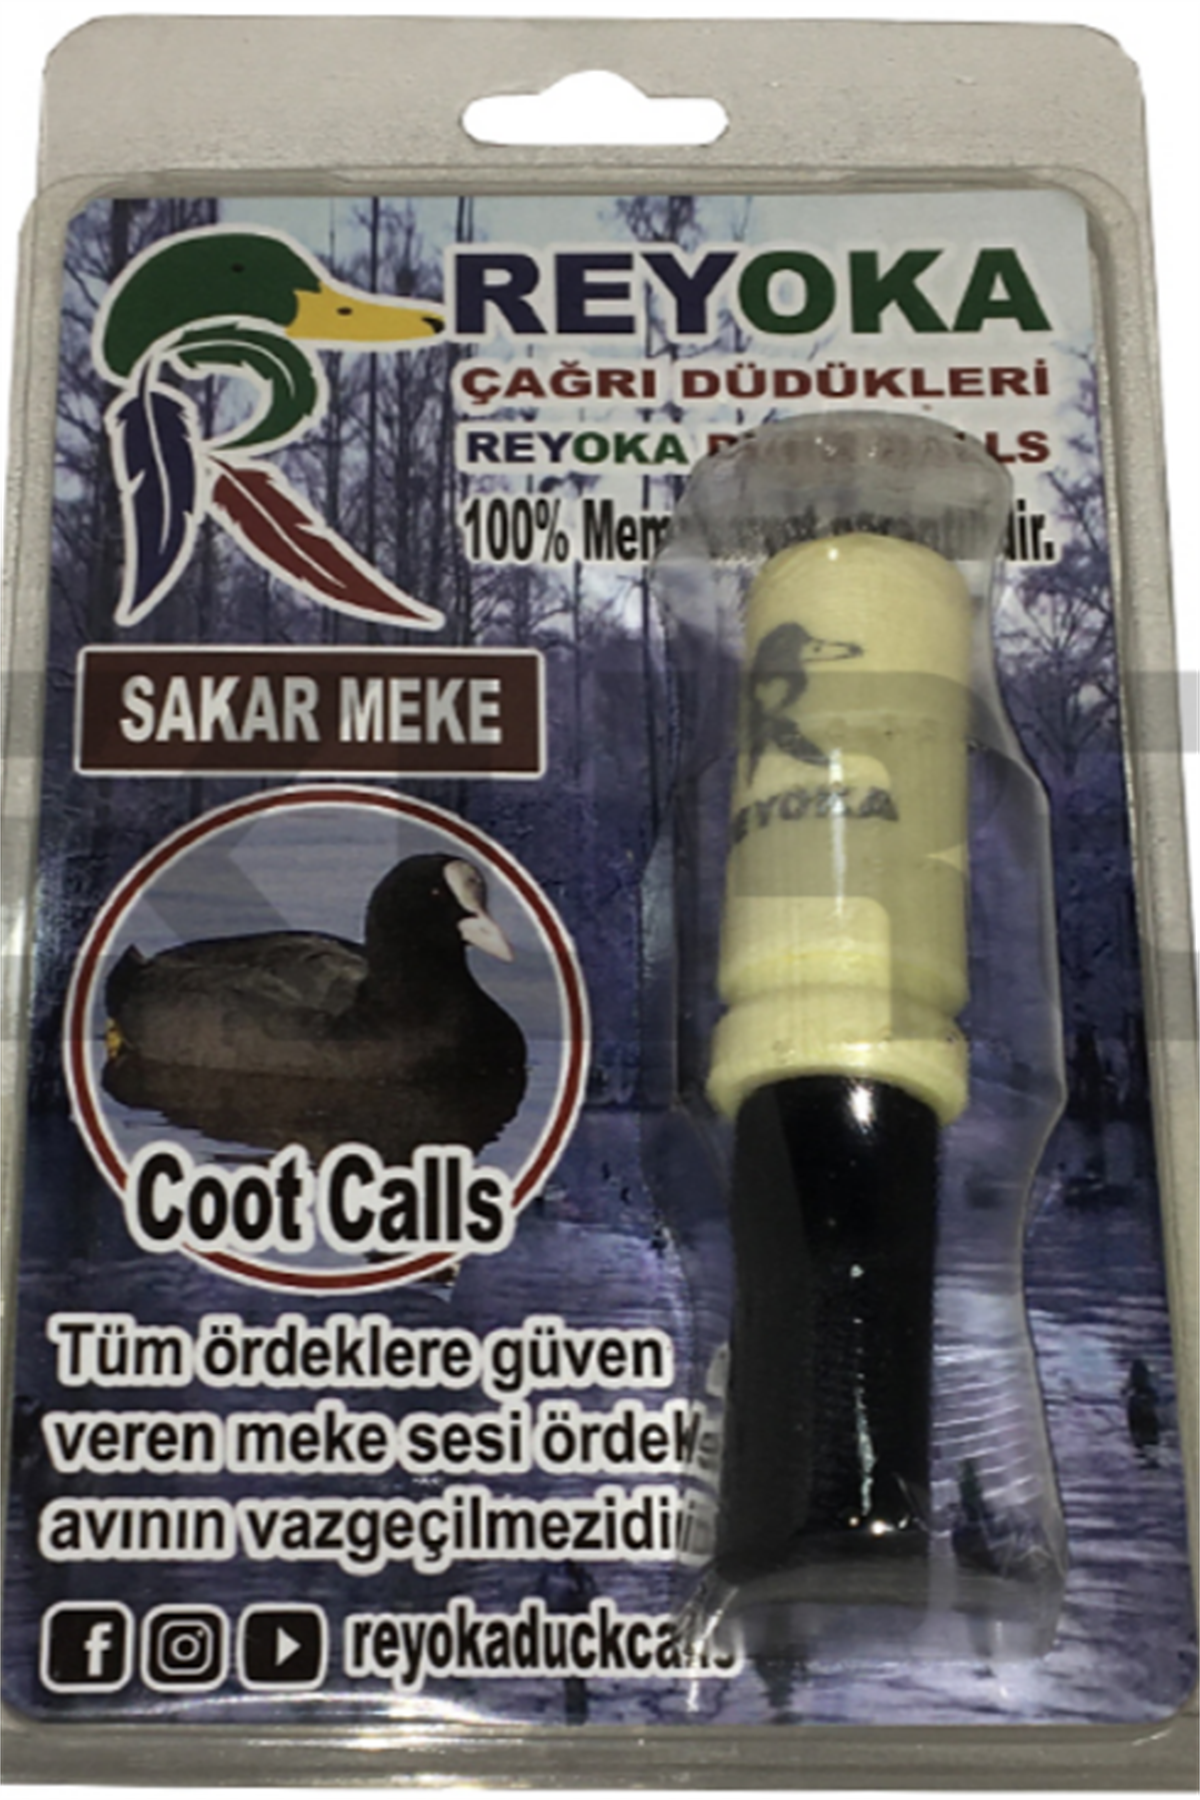 REYOKA
ÇAĞRI DÜDÜKLERİ
REYOKA
100%
SAKAR MEKE
REYOKA
Coot Calls
Tüm ördeklere güven
veren meke sesi ördek
avının vazgeçilmezidir
reyokaduckcalls